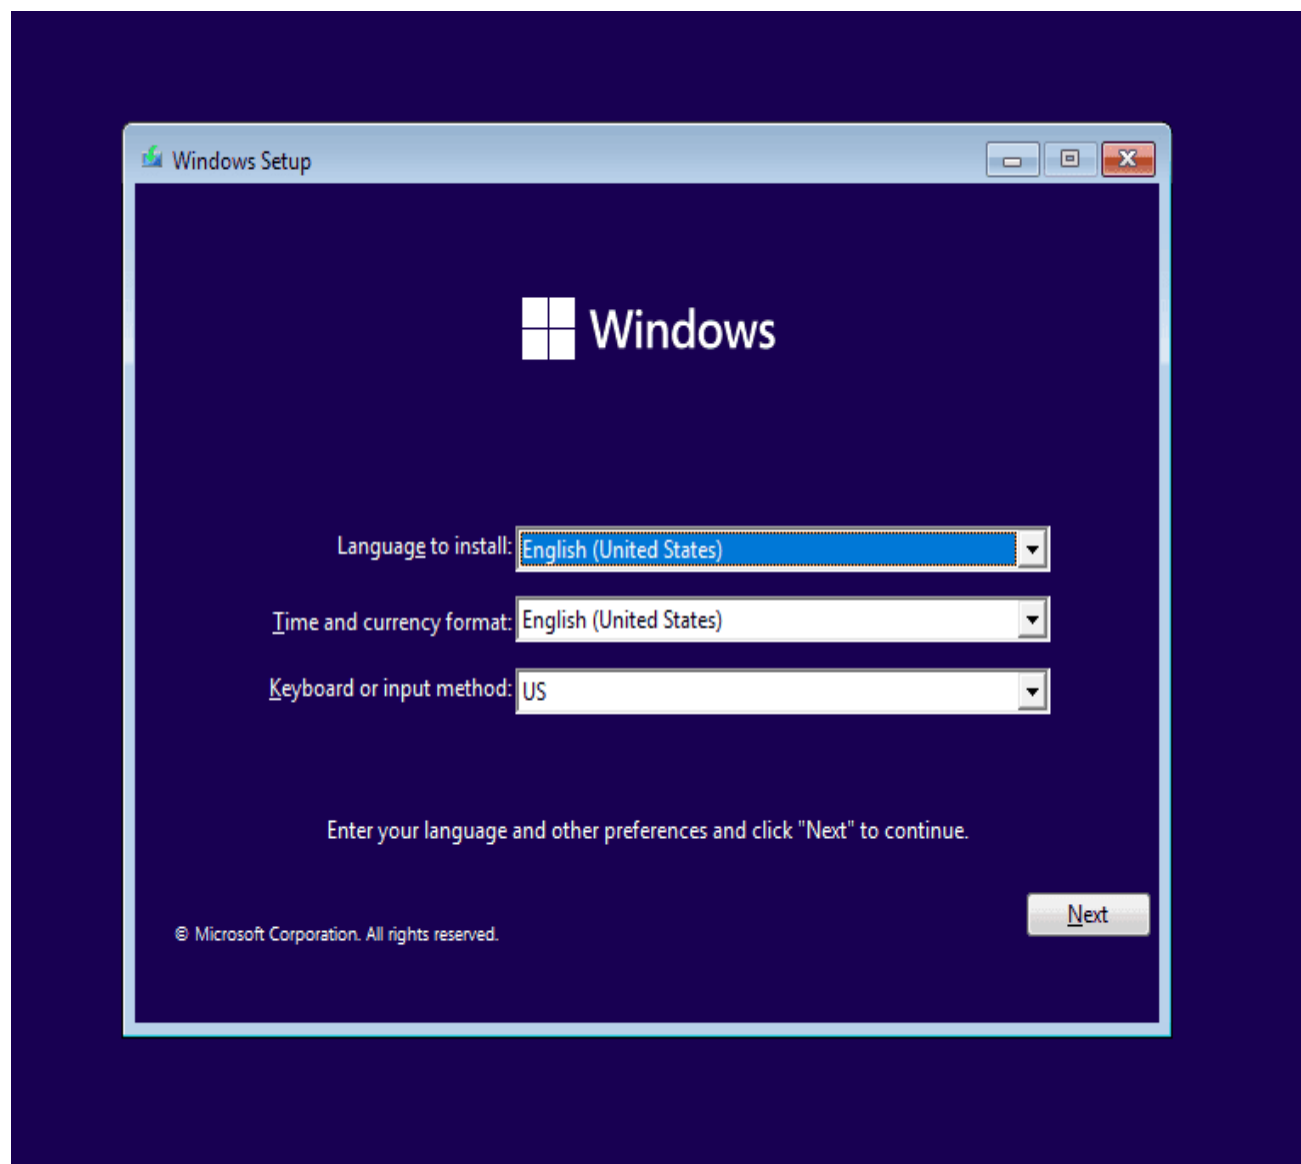 Windows Setup
Windows
Language to install: English (United States)
Time and currency format: English (United States)
Keyboard or input method: US
Enter your language and other preferences and click "Next" to continue.
Next
© Microsoft Corporation. All rights reserved.